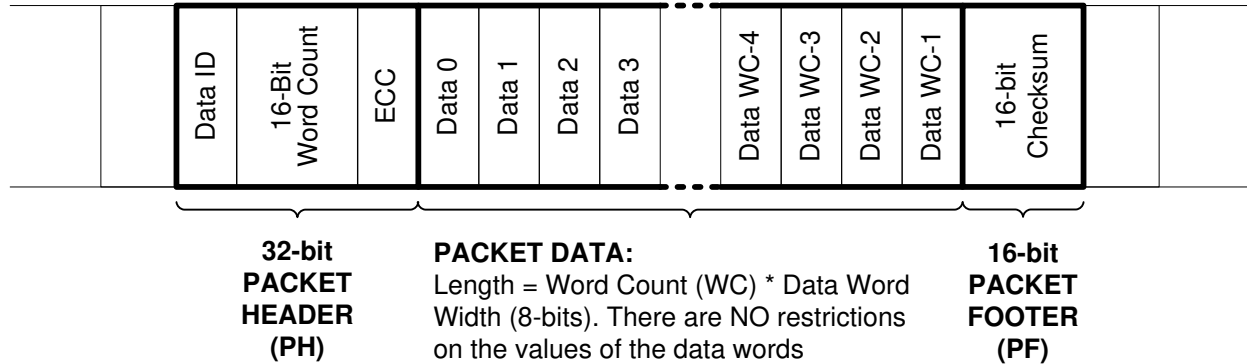 Data ID
16-Bit
Word Count
ECC
Data 0
Data 1
Data 2
Data 3
Data WC-4
Data WC-3
Data WC-2
Data WC-1
16-bit
Checksum
32-bit
PACKET
HEADER
(PH)
PACKET DATA:
Length = Word Count (WC) * Data Word
Width (8-bits). There are NO restrictions
on the values of the data words
16-bit
PACKET
FOOTER
(PF)